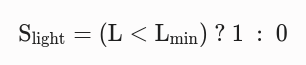 S_light = (L < L_min) ? 1 : 0